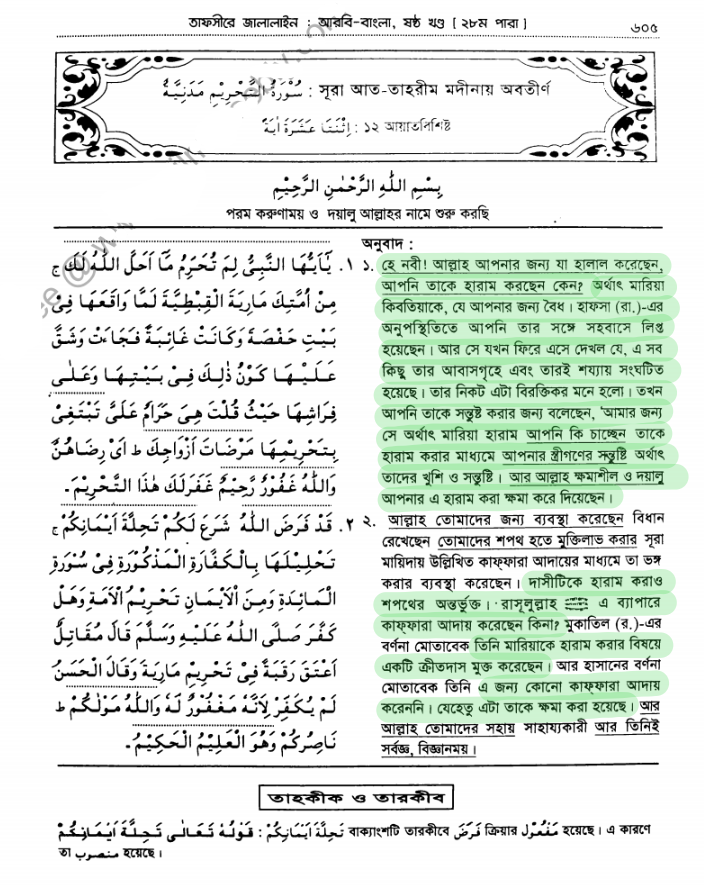 তাফসীরে জালালাইন : আরবি-বাংলা, ষষ্ঠ খণ্ড [ ২৮ম পারা ]
৬০৫
سُوْرَةُ التَّحْرِيْمِ مَدَنِيَّةٌ : সূরা আত-তাহরীম মদীনায় অবতীর্ণ
اِثْنَتَا عَشَرَةَ اٰيَةً : ১২ আয়াতবিশিষ্ট
بِسْمِ اللّٰهِ الرَّحْمٰنِ الرَّحِيْمِ
পরম করুণাময় ও দয়ালু আল্লাহর নামে শুরু করছি
١. يٰٓاَيُّهَا النَّبِىُّ لِمَ تُحَرِّمُ مَآ اَحَلَّ اللّٰهُ لَكَ ج
مِنْ اُمَّتِكَ مَارِيَةَ الْقِبْطِيَّةَ لَمَّا وَاقَعَهَا فِىْ
بَيْتِ حَفْصَةَ وَكَانَتْ غَائِبَةً فَجَاءَتْ وَشَقَّ
عَلَيْهَا كَوْنُ ذٰلِكَ فِىْ بَيْتِهَا وَعَلٰى
فِرَاشِهَا حَيْثُ قُلْتَ هِىَ حَرَامٌ عَلَىَّ تَبْتَغِىْ
بِتَحْرِيْمِهَا مَرْضَاتَ اَزْوَاجِكَ ط اَىْ رِضَاهُنَّ
وَاللّٰهُ غَفُوْرٌ رَّحِيْمٌ غَفَرَ لَكَ هٰذَا التَّحْرِيْمَ.
٢. قَدْ فَرَضَ اللّٰهُ شَرَعَ لَكُمْ تَحِلَّةَ اَيْمَانِكُمْ ج
تَحْلِيْلَهَا بِالْكَفَّارَةِ الْمَذْكُوْرَةِ فِىْ سُوْرَةِ
الْمَائِدَةِ وَمِنَ الْاَيْمَانِ تَحْرِيْمُ الْاَمَةِ وَهَلْ
كَفَّرَ صَلَّى اللّٰهُ عَلَيْهِ وَسَلَّمَ قَالَ مُقَاتِلٌ
اَعْتَقَ رَقَبَةً فِىْ تَحْرِيْمِ مَارِيَةَ وَقَالَ الْحَسَنُ
لَمْ يُكَفِّرْ لِاَنَّهٗ مَغْفُوْرٌ لَهٗ وَاللّٰهُ مَوْلٰكُمْ ط
نَاصِرُكُمْ وَهُوَ الْعَلِيْمُ الْحَكِيْمُ.
অনুবাদ :
১. হে নবী! আল্লাহ আপনার জন্য যা হালাল করেছেন,
আপনি তাকে হারাম করছেন কেন? অর্থাৎ মারিয়া
কিবতিয়াকে, যে আপনার জন্য বৈধ। হাফসা (রা.)-এর
অনুপস্থিতিতে আপনি তার সঙ্গে সহবাসে লিপ্ত
হয়েছেন। আর সে যখন ফিরে এসে দেখল যে, এ সব
কিছু তার আবাসগৃহে এবং তারই শয্যায় সংঘটিত
হয়েছে। তার নিকট এটা বিরক্তিকর মনে হলো। তখন
আপনি তাকে সন্তুষ্ট করার জন্য বলেছেন, 'আমার জন্য
সে অর্থাৎ মারিয়া হারাম আপনি কি চাচ্ছেন তাকে
হারাম করার মাধ্যমে আপনার স্ত্রীগণের সন্তুষ্টি অর্থাৎ
তাদের খুশি ও সন্তুষ্টি। আর আল্লাহ ক্ষমাশীল ও দয়ালু
আপনার এ হারাম করা ক্ষমা করে দিয়েছেন।
২. আল্লাহ তোমাদের জন্য ব্যবস্থা করেছেন বিধান
রেখেছেন তোমাদের শপথ হতে মুক্তিলাভ করার সূরা
মায়িদায় উল্লিখিত কাফ্ফারা আদায়ের মাধ্যমে তা ভঙ্গ
করার ব্যবস্থা করেছেন। দাসীটিকে হারাম করাও
শপথের অন্তর্ভুক্ত। রাসূলুল্লাহ ﷺ এ ব্যাপারে
কাফ্ফারা আদায় করেছেন কিনা? মুকাতিল (র.)-এর
বর্ণনা মোতাবেক তিনি মারিয়াকে হারাম করার বিষয়ে
একটি ক্রীতদাস মুক্ত করেছেন। আর হাসানের বর্ণনা
মোতাবেক তিনি এ জন্য কোনো কাফ্ফারা আদায়
করেননি। যেহেতু এটা তাকে ক্ষমা করা হয়েছে। আর
আল্লাহ তোমাদের সহায় সাহায্যকারী আর তিনিই
সর্বজ্ঞ, বিজ্ঞানময়।
তাহকীক ও তারকীব
قَوْلُهٗ تَعَالٰى تَحِلَّةَ اَيْمَانِكُمْ : تَحِلَّةَ اَيْمَانِكُمْ বাক্যাংশটি তারকীবে فَرَضَ ক্রিয়ার مَفْعُوْل হয়েছে। এ কারণে
তা منصوب হয়েছে।